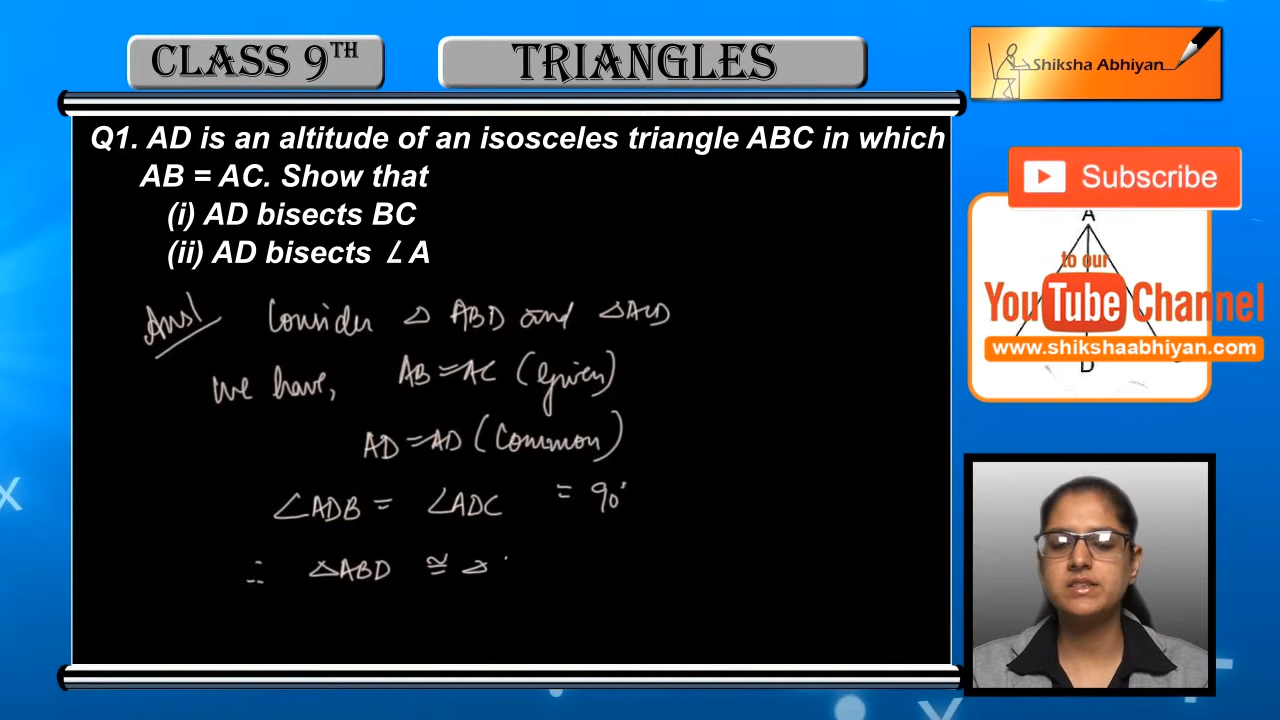 CLASS 9TH
TRIANGLES
Shiksha Abhiyan
Q1. AD is an altitude of an isosceles triangle ABC in which
AB = AC. Show that
(i) AD bisects BC
(ii) AD bisects ∠A
Subscribe
A
to our
YouTube Channel
www.shikshaabhiyan.com
D
Ans1 Consider △ ABD and △ACD
we have, AB = AC (Given)
AD = AD (Common)
∠ADB = ∠ADC = 90°
∴ △ABD ≅ △